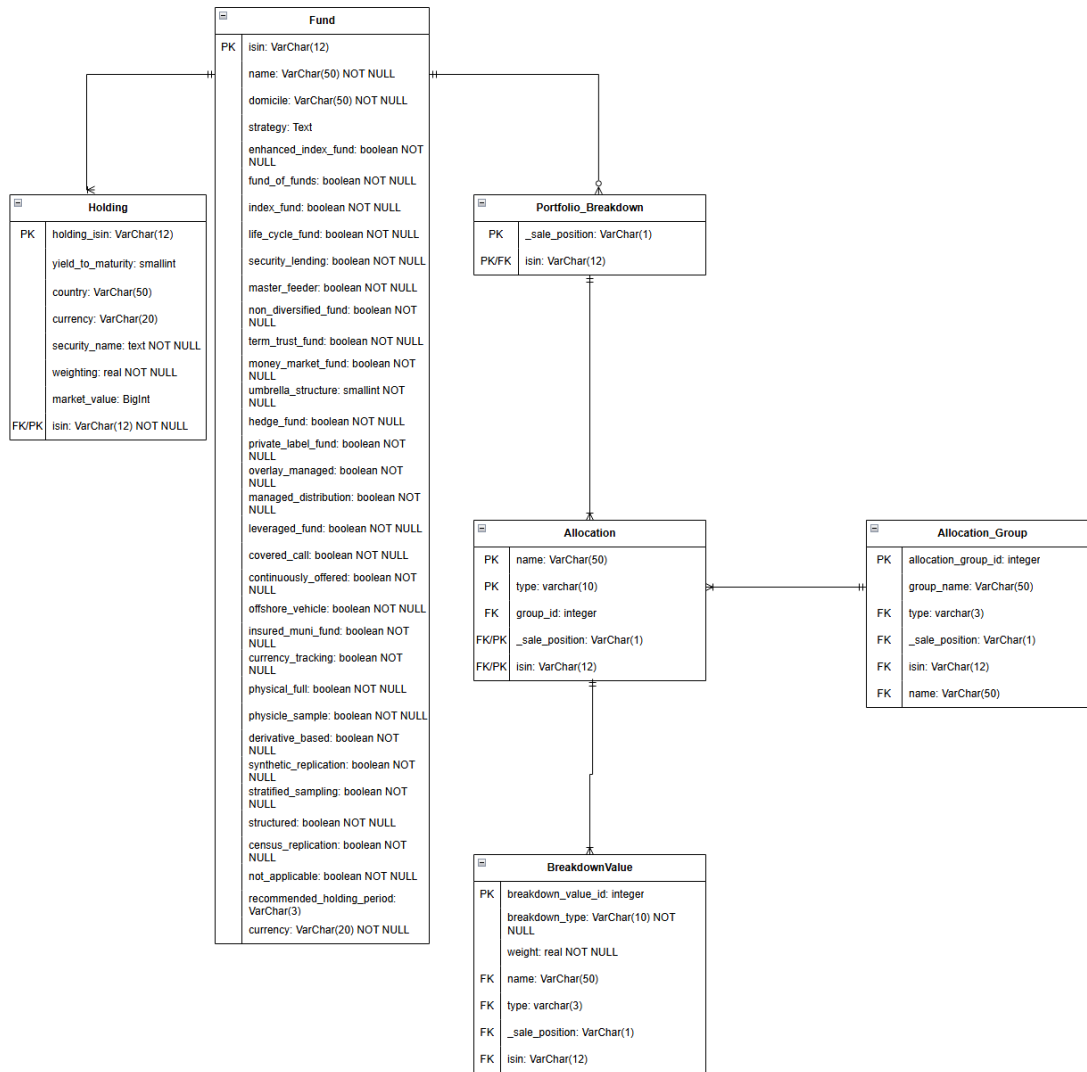 Fund
PK isin: VarChar(12)
name: VarChar(50) NOT NULL
domicile: VarChar(50) NOT NULL
strategy: Text
enhanced_index_fund: boolean NOT
NULL
fund_of_funds: boolean NOT NULL
index_fund: boolean NOT NULL
life_cycle_fund: boolean NOT NULL
security_lending: boolean NOT NULL
master_feeder: boolean NOT NULL
non_diversified_fund: boolean NOT
NULL
term_trust_fund: boolean NOT NULL
money_market_fund: boolean NOT
NULL
umbrella_structure: smallint NOT
NULL
hedge_fund: boolean NOT NULL
private_label_fund: boolean NOT
NULL
overlay_managed: boolean NOT
NULL
managed_distribution: boolean NOT
NULL
leveraged_fund: boolean NOT NULL
covered_call: boolean NOT NULL
continuously_offered: boolean NOT
NULL
offshore_vehicle: boolean NOT NULL
insured_muni_fund: boolean NOT
NULL
currency_tracking: boolean NOT
NULL
physical_full: boolean NOT NULL
physicle_sample: boolean NOT NULL
derivative_based: boolean NOT
NULL
synthetic_replication: boolean NOT
NULL
stratified_sampling: boolean NOT
NULL
structured: boolean NOT NULL
census_replication: boolean NOT
NULL
not_applicable: boolean NOT NULL
recommended_holding_period:
VarChar(3)
currency: VarChar(20) NOT NULL
Holding
PK holding_isin: VarChar(12)
yield_to_maturity: smallint
country: VarChar(50)
currency: VarChar(20)
security_name: text NOT NULL
weighting: real NOT NULL
market_value: BigInt
FK/PK isin: VarChar(12) NOT NULL
Portfolio_Breakdown
PK _sale_position: VarChar(1)
PK/FK isin: VarChar(12)
Allocation
PK name: VarChar(50)
PK type: varchar(10)
FK group_id: integer
FK/PK _sale_position: VarChar(1)
FK/PK isin: VarChar(12)
Allocation_Group
PK allocation_group_id: integer
group_name: VarChar(50)
FK type: varchar(3)
FK _sale_position: VarChar(1)
FK isin: VarChar(12)
FK name: VarChar(50)
BreakdownValue
PK breakdown_value_id: integer
breakdown_type: VarChar(10) NOT
NULL
weight: real NOT NULL
FK name: VarChar(50)
FK type: varchar(3)
FK _sale_position: VarChar(1)
FK isin: VarChar(12)